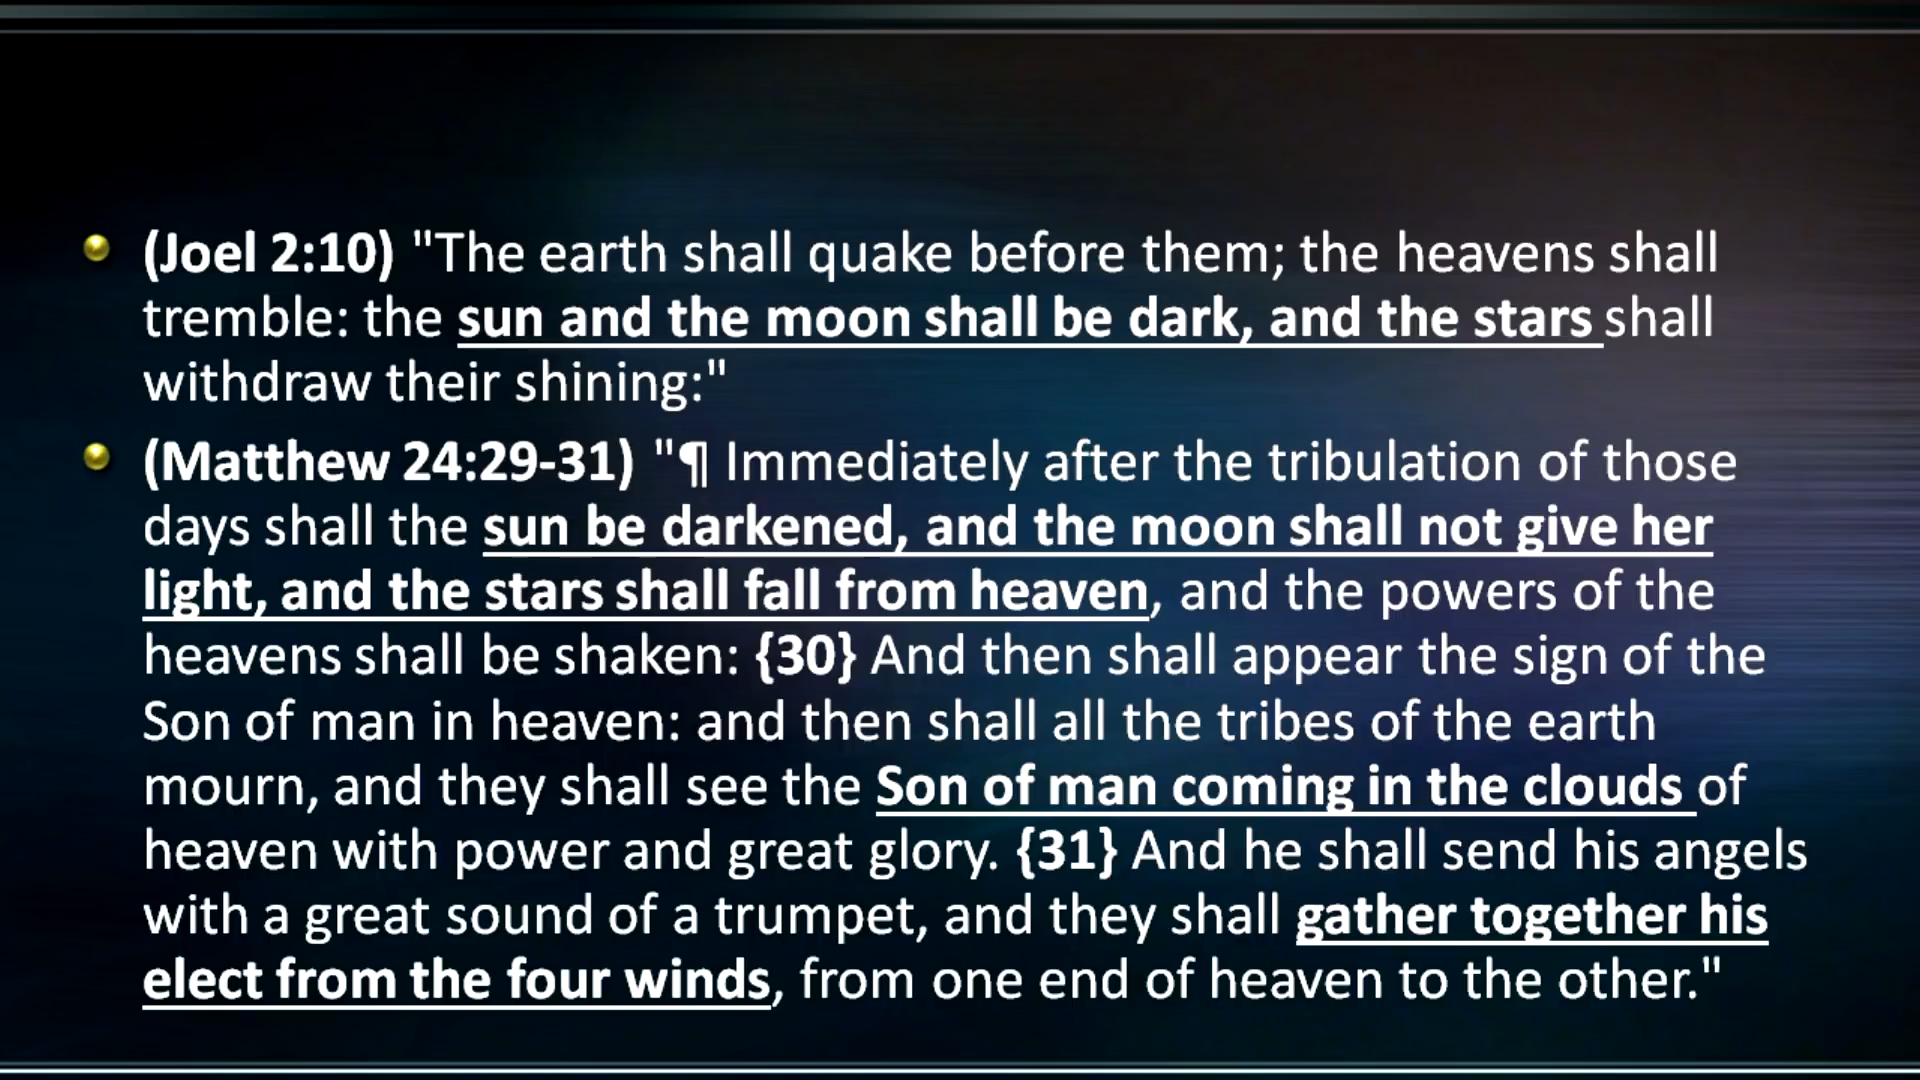 (Joel 2:10) "The earth shall quake before them; the heavens shall
tremble: the sun and the moon shall be dark, and the stars shall
withdraw their shining:"
(Matthew 24:29-31) "¶ Immediately after the tribulation of those
days shall the sun be darkened, and the moon shall not give her
light, and the stars shall fall from heaven, and the powers of the
heavens shall be shaken: {30} And then shall appear the sign of the
Son of man in heaven: and then shall all the tribes of the earth
mourn, and they shall see the Son of man coming in the clouds of
heaven with power and great glory. {31} And he shall send his angels
with a great sound of a trumpet, and they shall gather together his
elect from the four winds, from one end of heaven to the other."